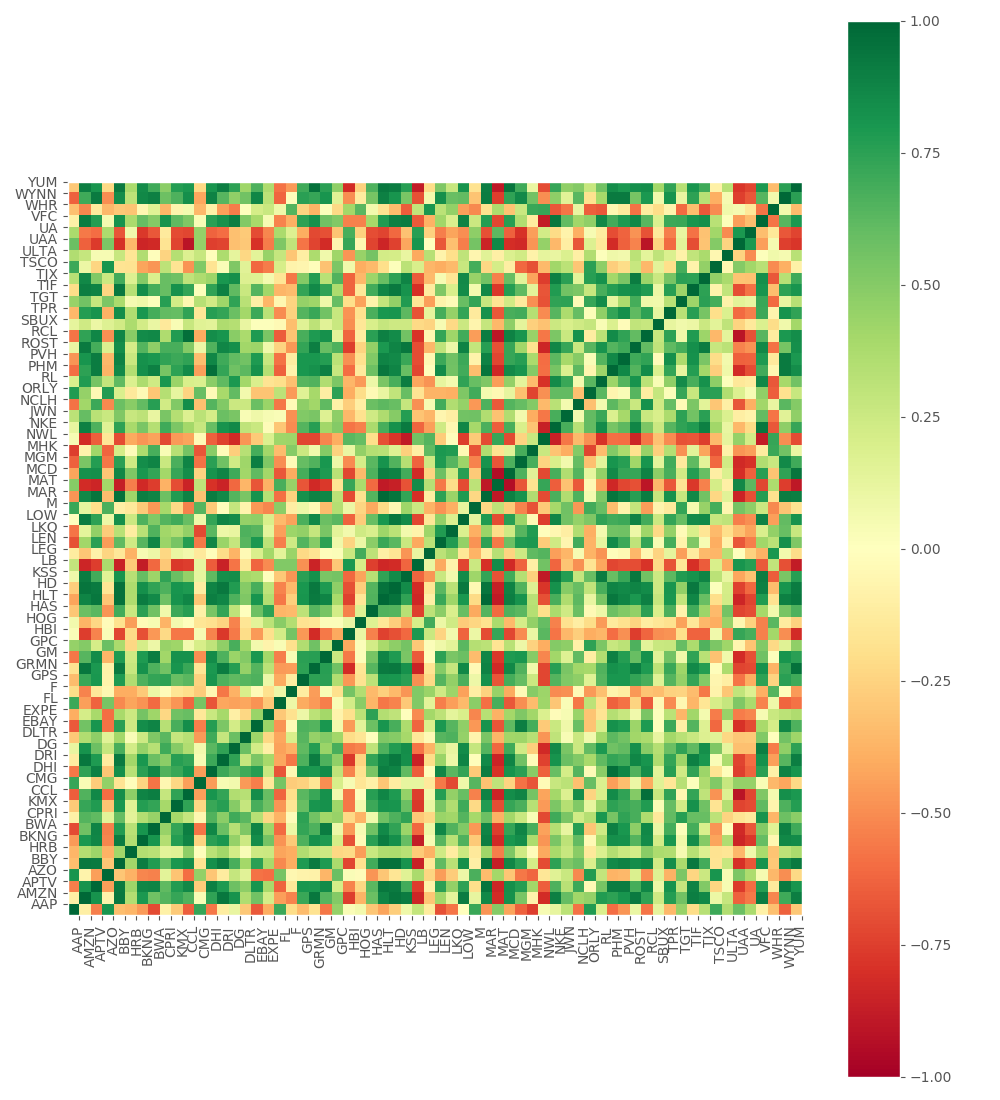 YUM
WYNN
WHR
VFC
UA
UAA
ULTA
TSCO
TJX
TIF
TGT
TPR
SBUX
RCL
ROST
PVH
PHM
RL
ORLY
NCLH
JWN
NKE
NWL
MHK
MGM
MCD
MAT
MAR
M
LOW
LKQ
LEN
LEG
LB
KSS
HD
HLT
HAS
HOG
HBI
GPC
GM
GRMN
GPS
F
FL
EXPE
EBAY
DLTR
DG
DRI
DHI
CMG
CCL
KMX
CPRI
BWA
BKNG
HRB
BBY
AZO
APTV
AMZN
AAP
AAP
AMZN
APTV
AZO
BBY
HRB
BKNG
BWA
CPRI
KMX
CCL
CMG
DHI
DRI
DG
DLTR
EBAY
EXPE
FL
F
GPS
GRMN
GM
GPC
HBI
HOG
HAS
HLT
HD
KSS
LB
LEG
LEN
LKQ
LOW
M
MAR
MAT
MCD
MGM
MHK
NWL
NKE
JWN
NCLH
ORLY
RL
PHM
PVH
ROST
RCL
SBUX
TPR
TGT
TIF
TJX
TSCO
ULTA
UAA
UA
VFC
WHR
WYNN
YUM
1.00
0.75
0.50
0.25
0.00
−0.25
−0.50
−0.75
−1.00